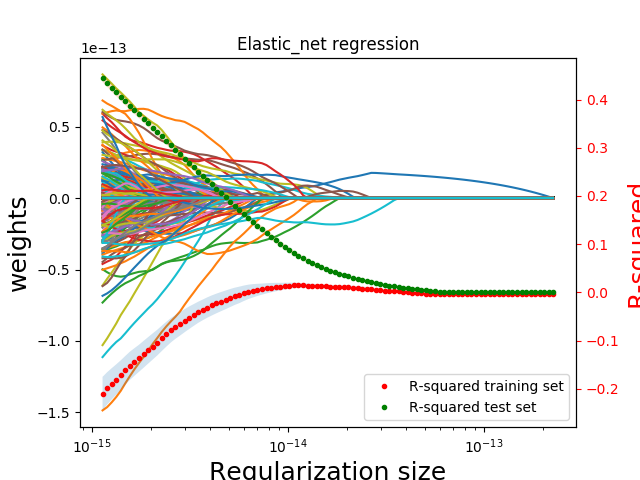 Elastic_net regression
1e−13
0.5
0.0
−0.5
−1.0
−1.5
weights
0.4
0.3
0.2
0.1
0.0
−0.1
−0.2
R-squared
R-squared training set
R-squared test set
10−15
10−14
10−13
Regularization size